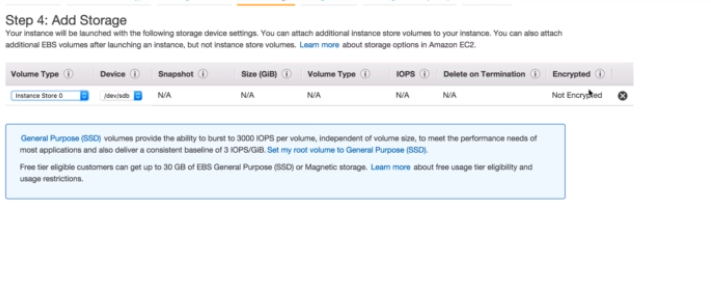 Step 4: Add Storage
Your instance will be launched with the following storage device settings. You can attach additional instance store volumes to your instance. You can also attach
additional EBS volumes after launching an instance, but not instance store volumes. Learn more about storage options in Amazon EC2.
Volume Type Device Snapshot Size (GiB) Volume Type IOPS Delete on Termination Encrypted
Instance Store 0 /dev/sdb N/A N/A N/A N/A N/A Not Encrypted
General Purpose (SSD) volumes provide the ability to burst to 3000 IOPS per volume, independent of volume size, to meet the performance needs of
most applications and also deliver a consistent baseline of 3 IOPS/GiB. Set my root volume to General Purpose (SSD).
Free tier eligible customers can get up to 30 GB of EBS General Purpose (SSD) or Magnetic storage. Learn more about free usage tier eligibility and
usage restrictions.